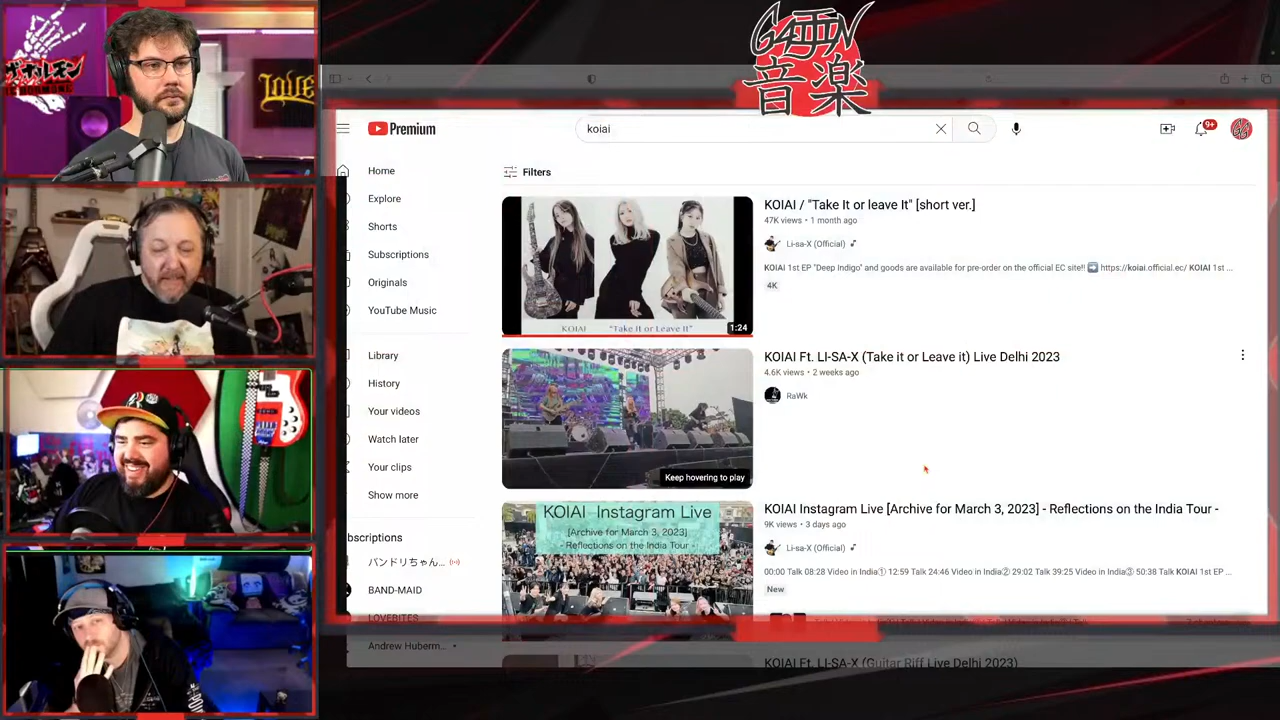 GAIJIN
音楽
LOVE
Premium
koiai
9+
Home
Explore
Shorts
Subscriptions
Originals
YouTube Music
Library
History
Your videos
Watch later
Your clips
Show more
bscriptions
バンドリちゃん...
BAND-MAID
LOVEBITES
Andrew Huberm...
Filters
KOIAI "Take It or Leave It"
1:24
KOIAI / "Take It or leave It" [short ver.]
47K views • 1 month ago
Li-sa-X (Official)
KOIAI 1st EP "Deep Indigo" and goods are available for pre-order on the official EC site!! ➡ https://koiai.official.ec/ KOIAI 1st ...
4K
Keep hovering to play
KOIAI Ft. LI-SA-X (Take it or Leave it) Live Delhi 2023
4.6K views • 2 weeks ago
RaWk
KOIAI Instagram Live
[Archive for March 3, 2023]
- Reflections on the India Tour -
KOIAI Instagram Live [Archive for March 3, 2023] - Reflections on the India Tour -
9K views • 3 days ago
Li-sa-X (Official)
00:00 Talk 08:28 Video in India① 12:59 Talk 24:46 Video in India② 29:02 Talk 39:25 Video in India③ 50:38 Talk KOIAI 1st EP ...
New
KOIAI Ft. LI-SA-X (Guitar Riff Live Delhi 2023)